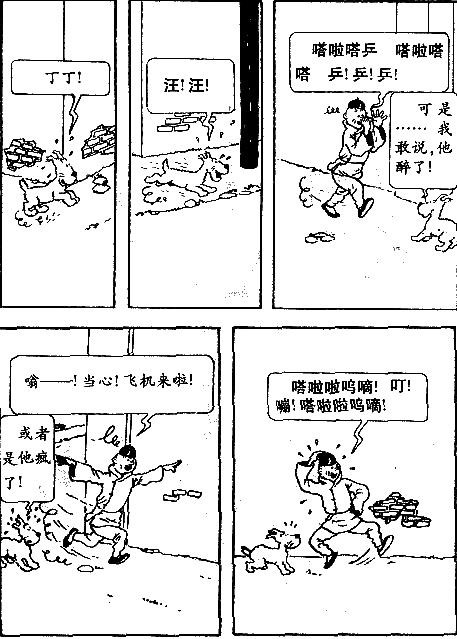 丁丁!
汪!汪!
嗒啦嗒乒 嗒啦嗒
嗒 乒!乒!乒!
可是
……我
敢说,他
醉了!
嗡——!当心!飞机来啦!
或者
是他疯
了!
嗒啦啦呜嘀! 叮!
嘣!嗒啦啦呜嘀!